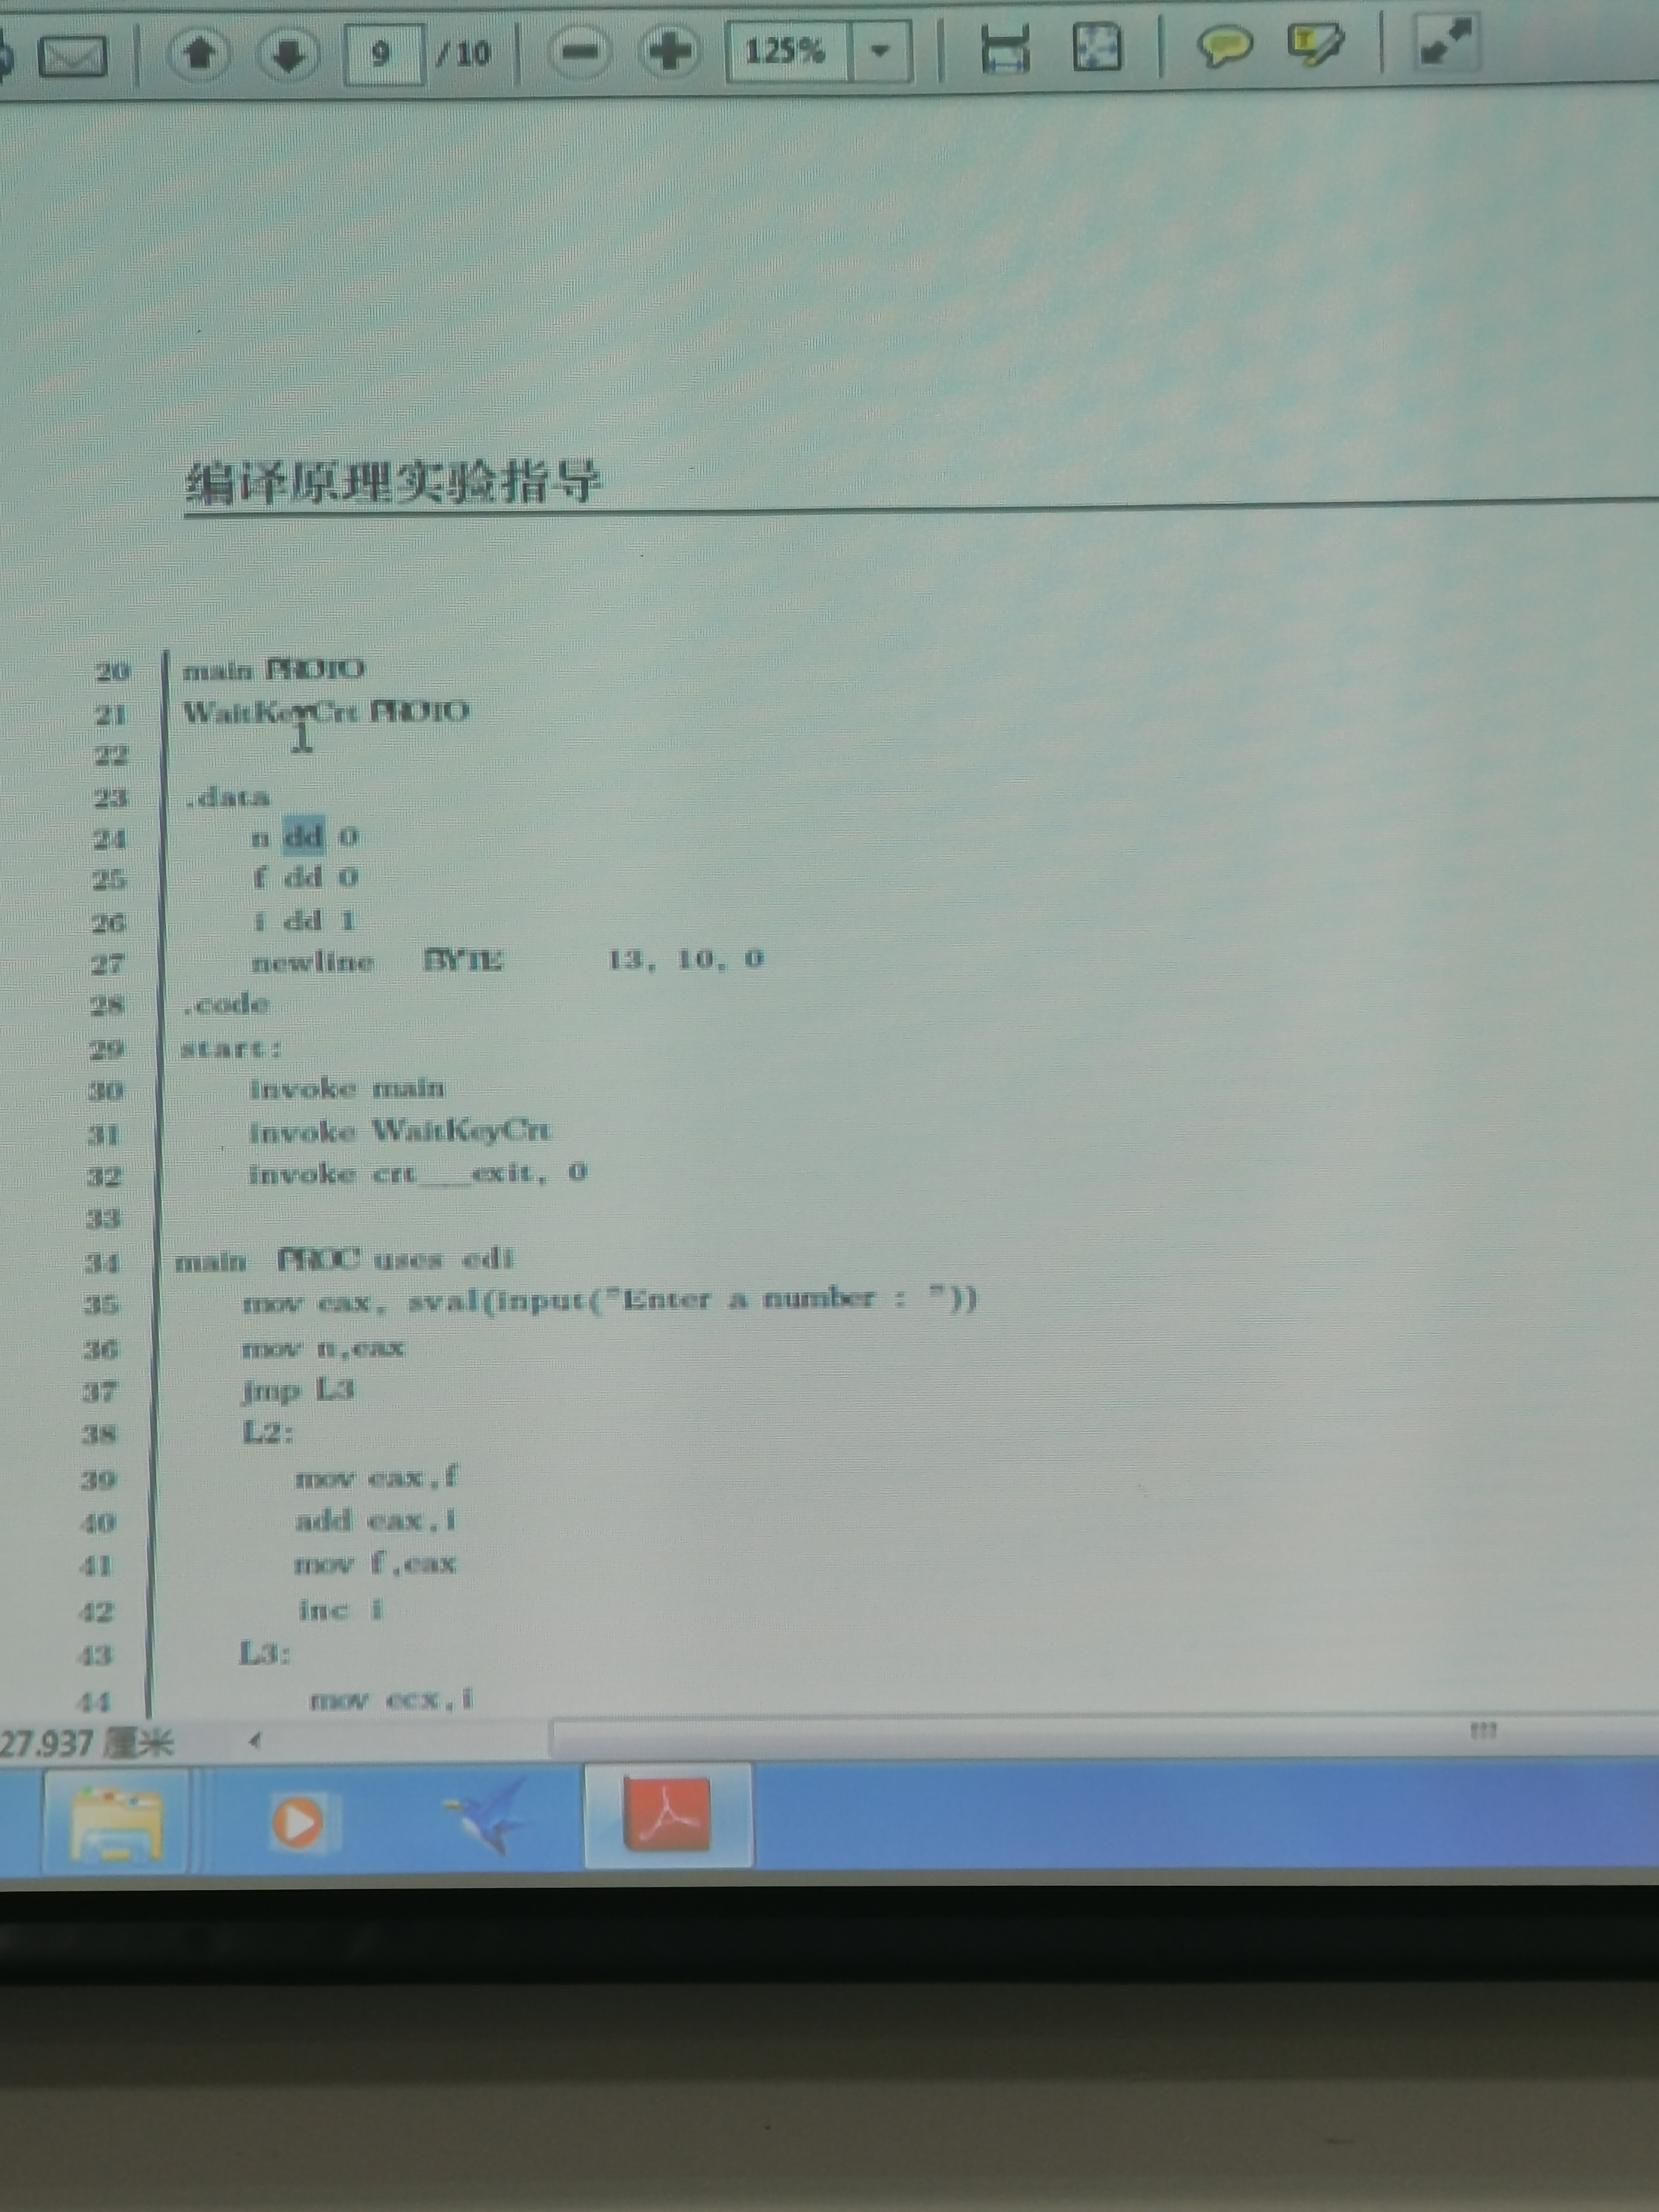 9 / 10 125%
编译原理实验指导
20 main PROTO
21 WaitKeyCrt PROTO
22
23 .data
24 n dd 0
25 f dd 0
26 i dd 1
27 newline BYTE 13, 10, 0
28 .code
29 start:
30 invoke main
31 invoke WaitKeyCrt
32 invoke crt__exit, 0
33
34 main PROC uses edi
35 mov eax, sval(input("Enter a number : "))
36 mov n,eax
37 jmp L3
38 L2:
39 mov eax,f
40 add eax,i
41 mov f,eax
42 inc i
43 L3:
44 mov ecx,i
27.937 厘米